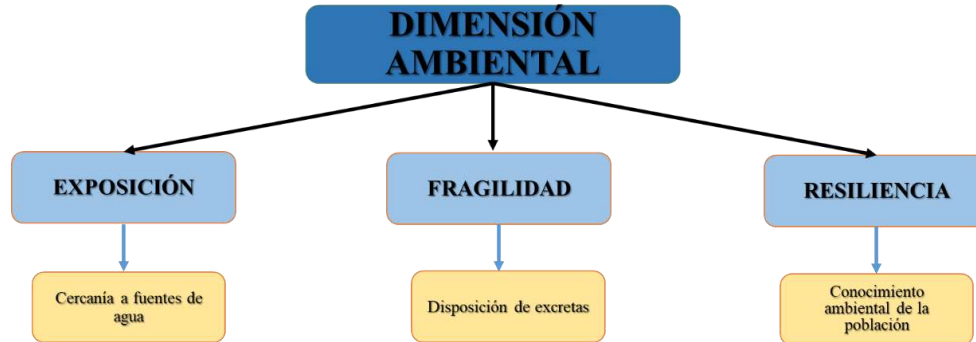 DIMENSIÓN
AMBIENTAL
EXPOSICIÓN
FRAGILIDAD
RESILIENCIA
Cercanía a fuentes de
agua
Disposición de excretas
Conocimiento
ambiental de la
población